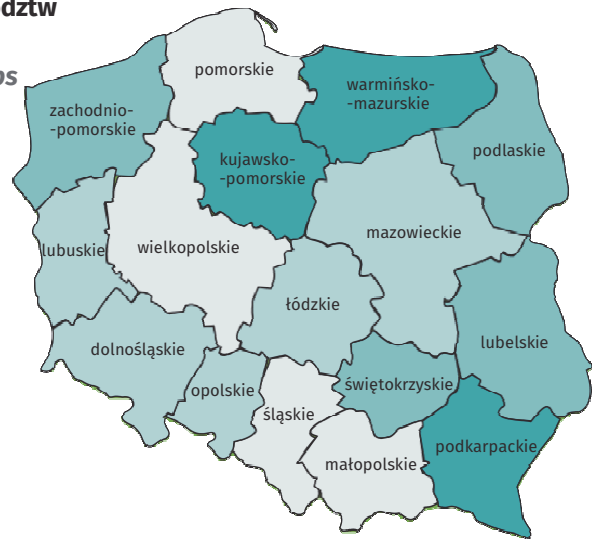 pomorskie
warmińsko-
-mazurskie
zachodnio-
-pomorskie
kujawsko-
-pomorskie
podlaskie
lubuskie
wielkopolskie
mazowieckie
łódzkie
dolnośląskie
lubelskie
opolskie
świętokrzyskie
śląskie
podkarpackie
małopolskie